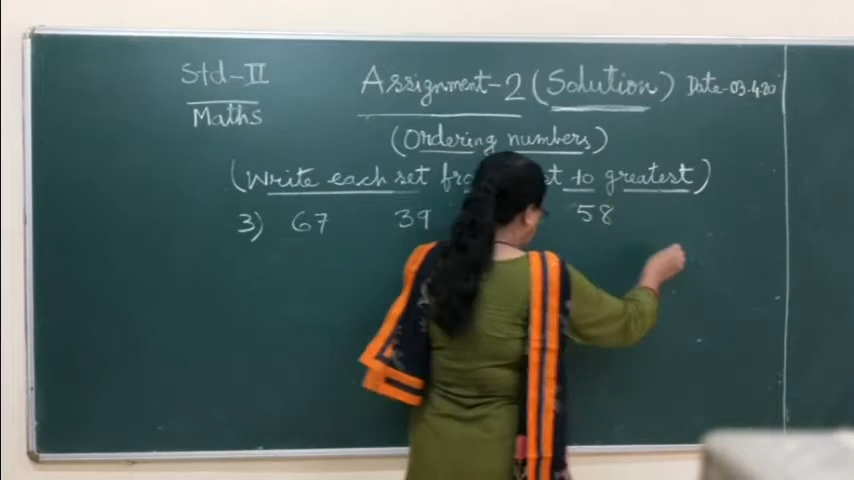 Std-II
Assignment-2 (Solution)
Date-03.4.20
Maths
(Ordering numbers)
(Write each set to greatest)
3) 67 39 58